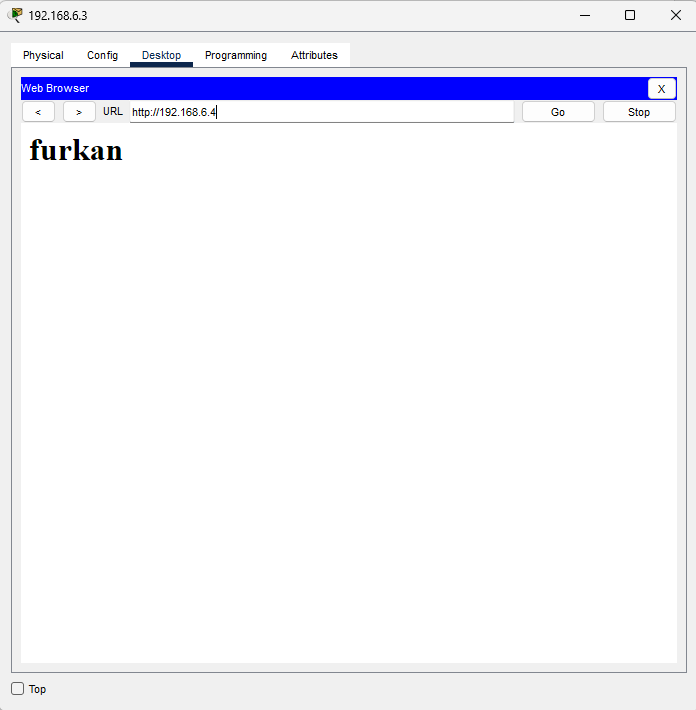 192.168.6.3
Physical Config Desktop Programming Attributes
Web Browser X
< > URL http://192.168.6.4 Go Stop
furkan
Top